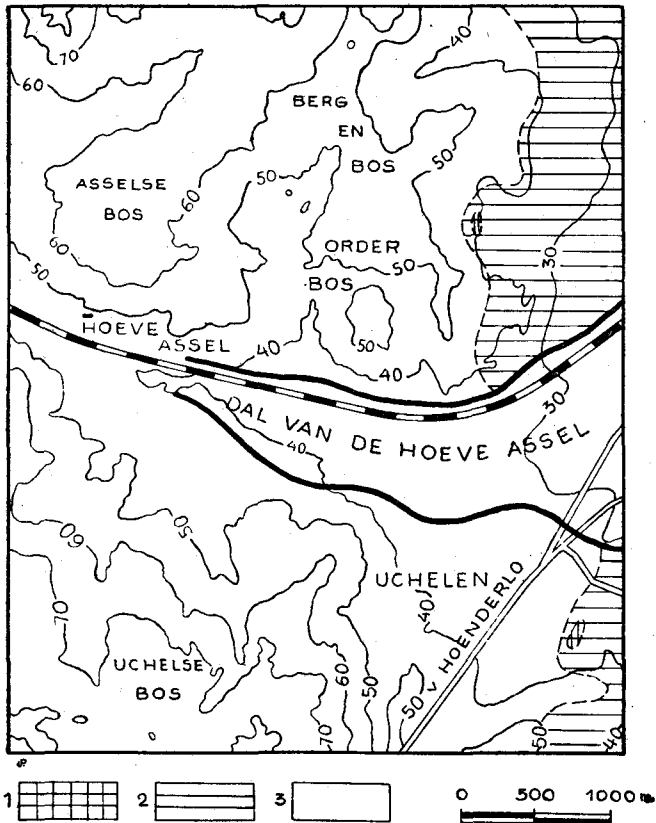 70
60
40
BERG
EN
BOS
50
50
60
ASSELSE
BOS
60
50
ORDER
BOS
50
30
50
HOEVE
ASSEL
40
40
30
DAL VAN DE HOEVE ASSEL
40
50
60
70
UCHELEN
40
v HOENDERLO
UCHELSE
BOS
70
60
50
50
50
40
1
2
3
0 500 1000 m.